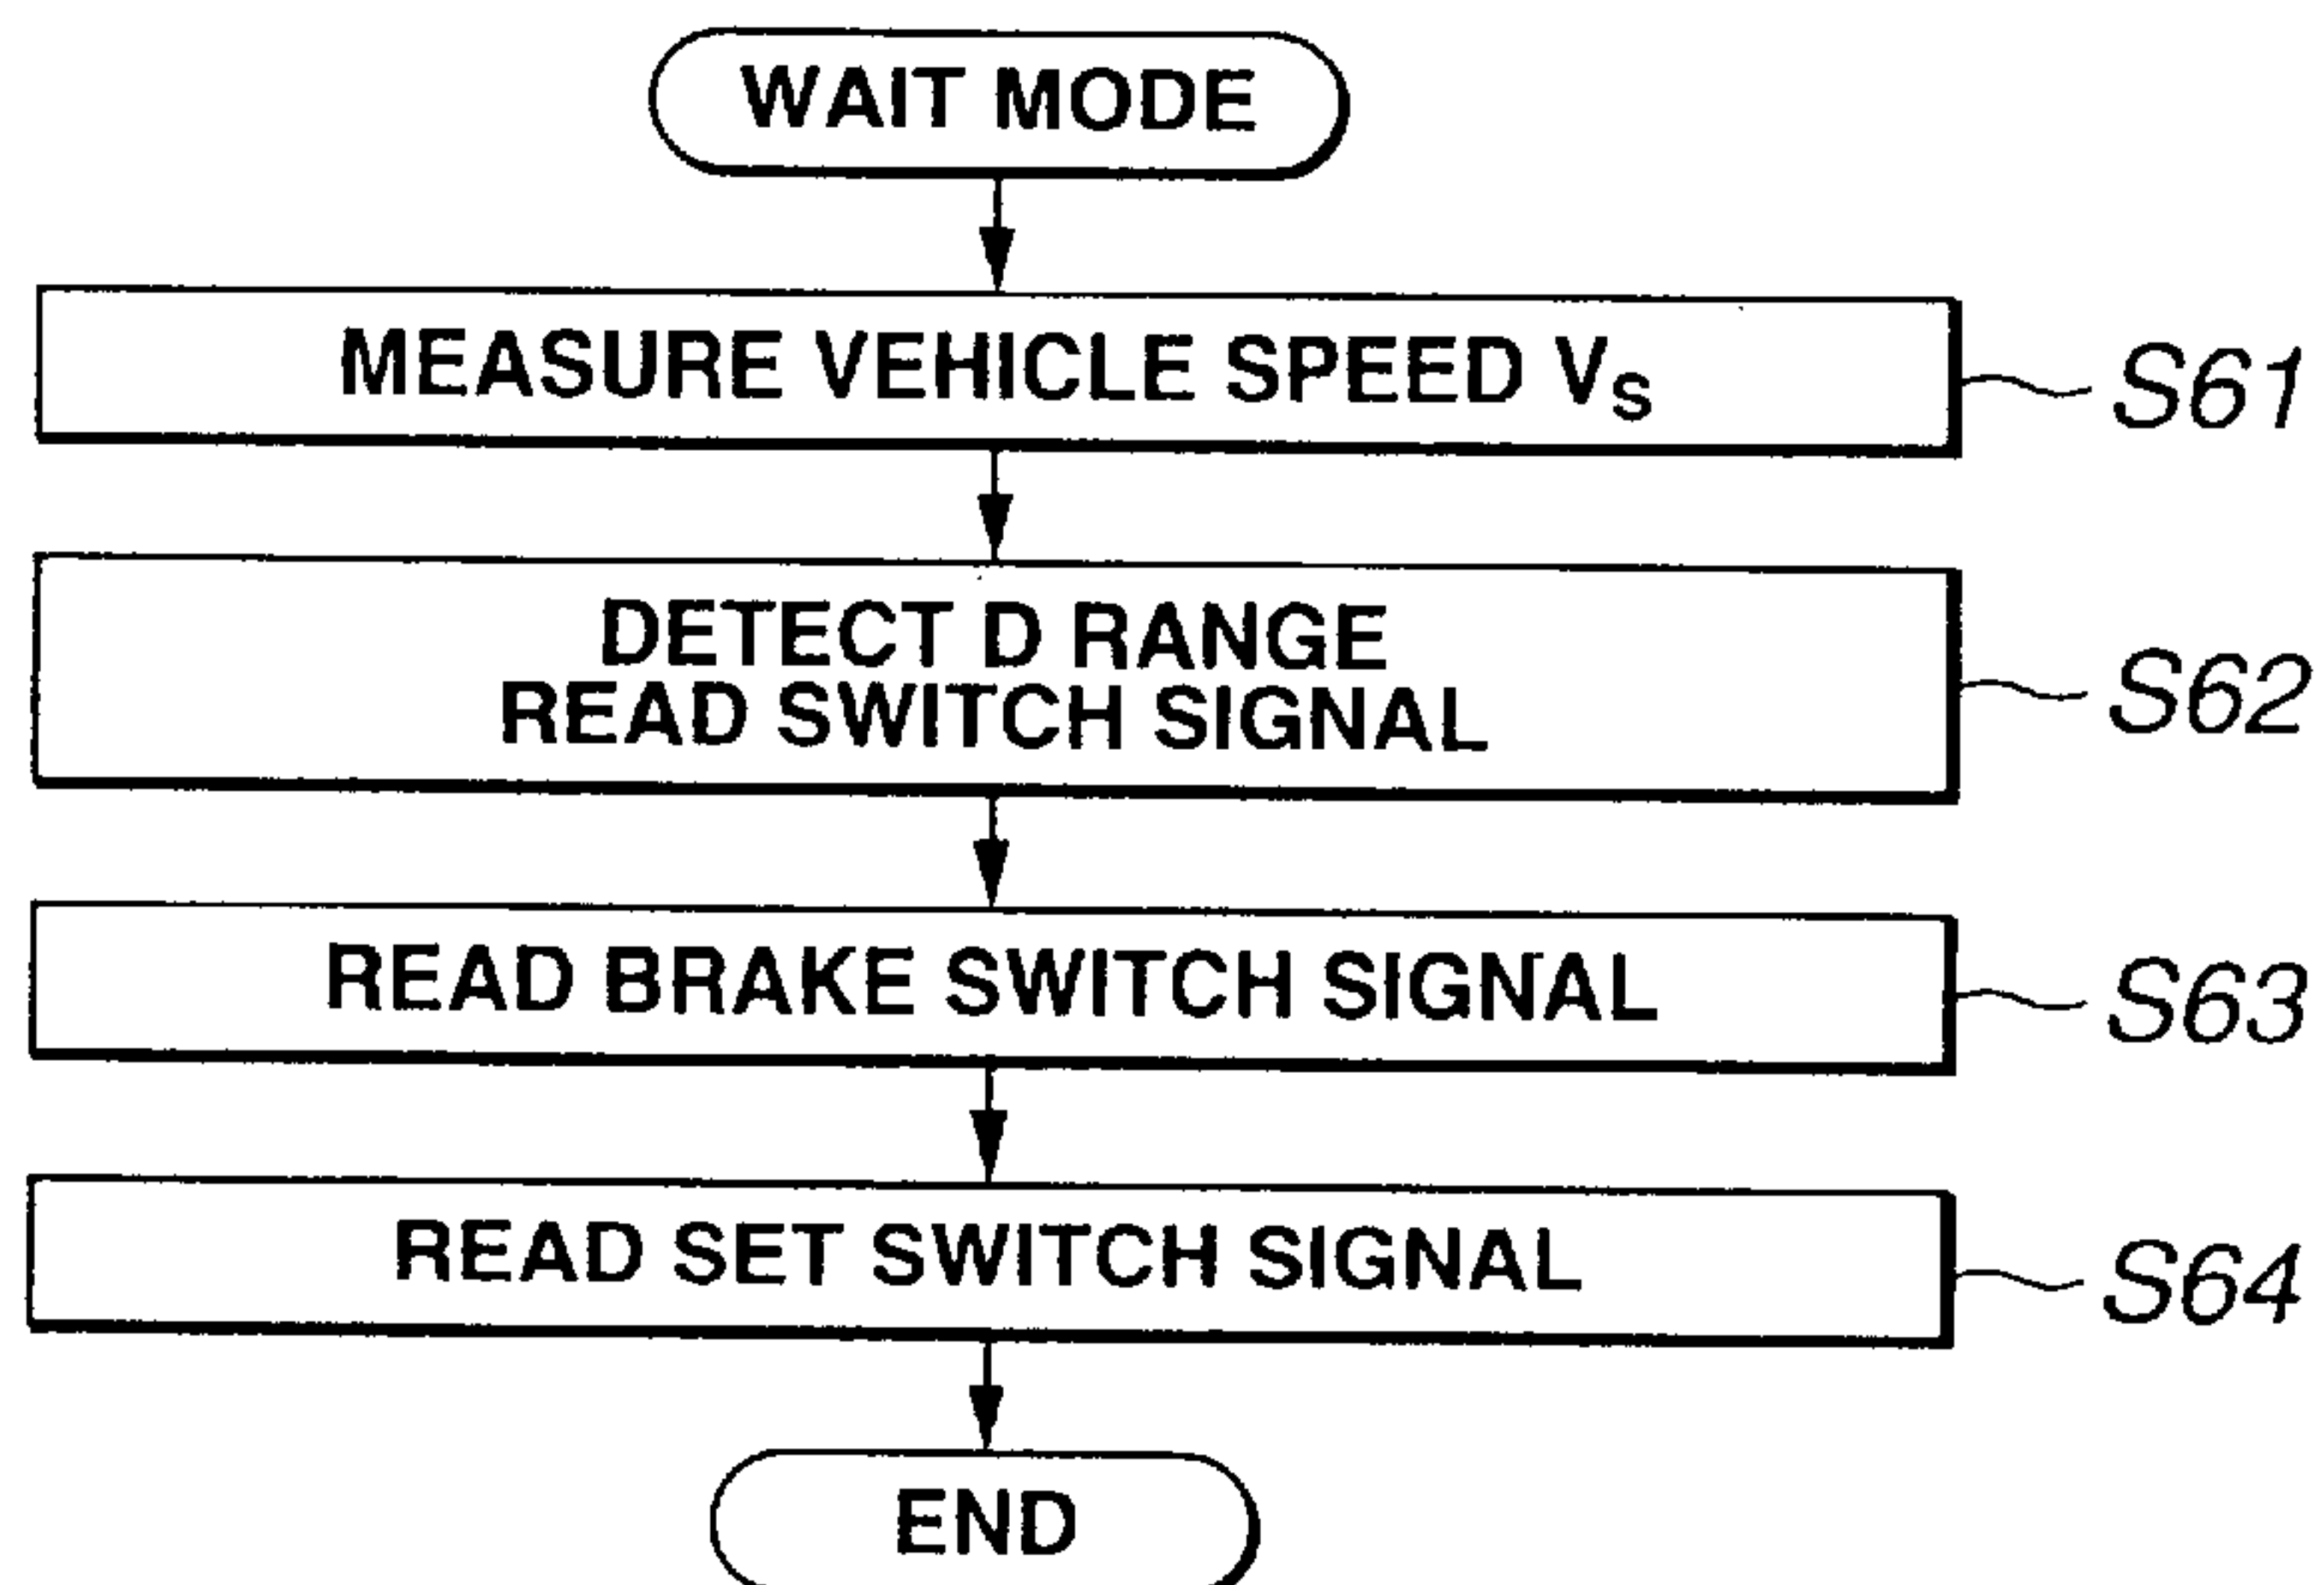 WAIT MODE
MEASURE VEHICLE SPEED Vs
S61
DETECT D RANGE
READ SWITCH SIGNAL
S62
READ BRAKE SWITCH SIGNAL
S63
READ SET SWITCH SIGNAL
S64
END